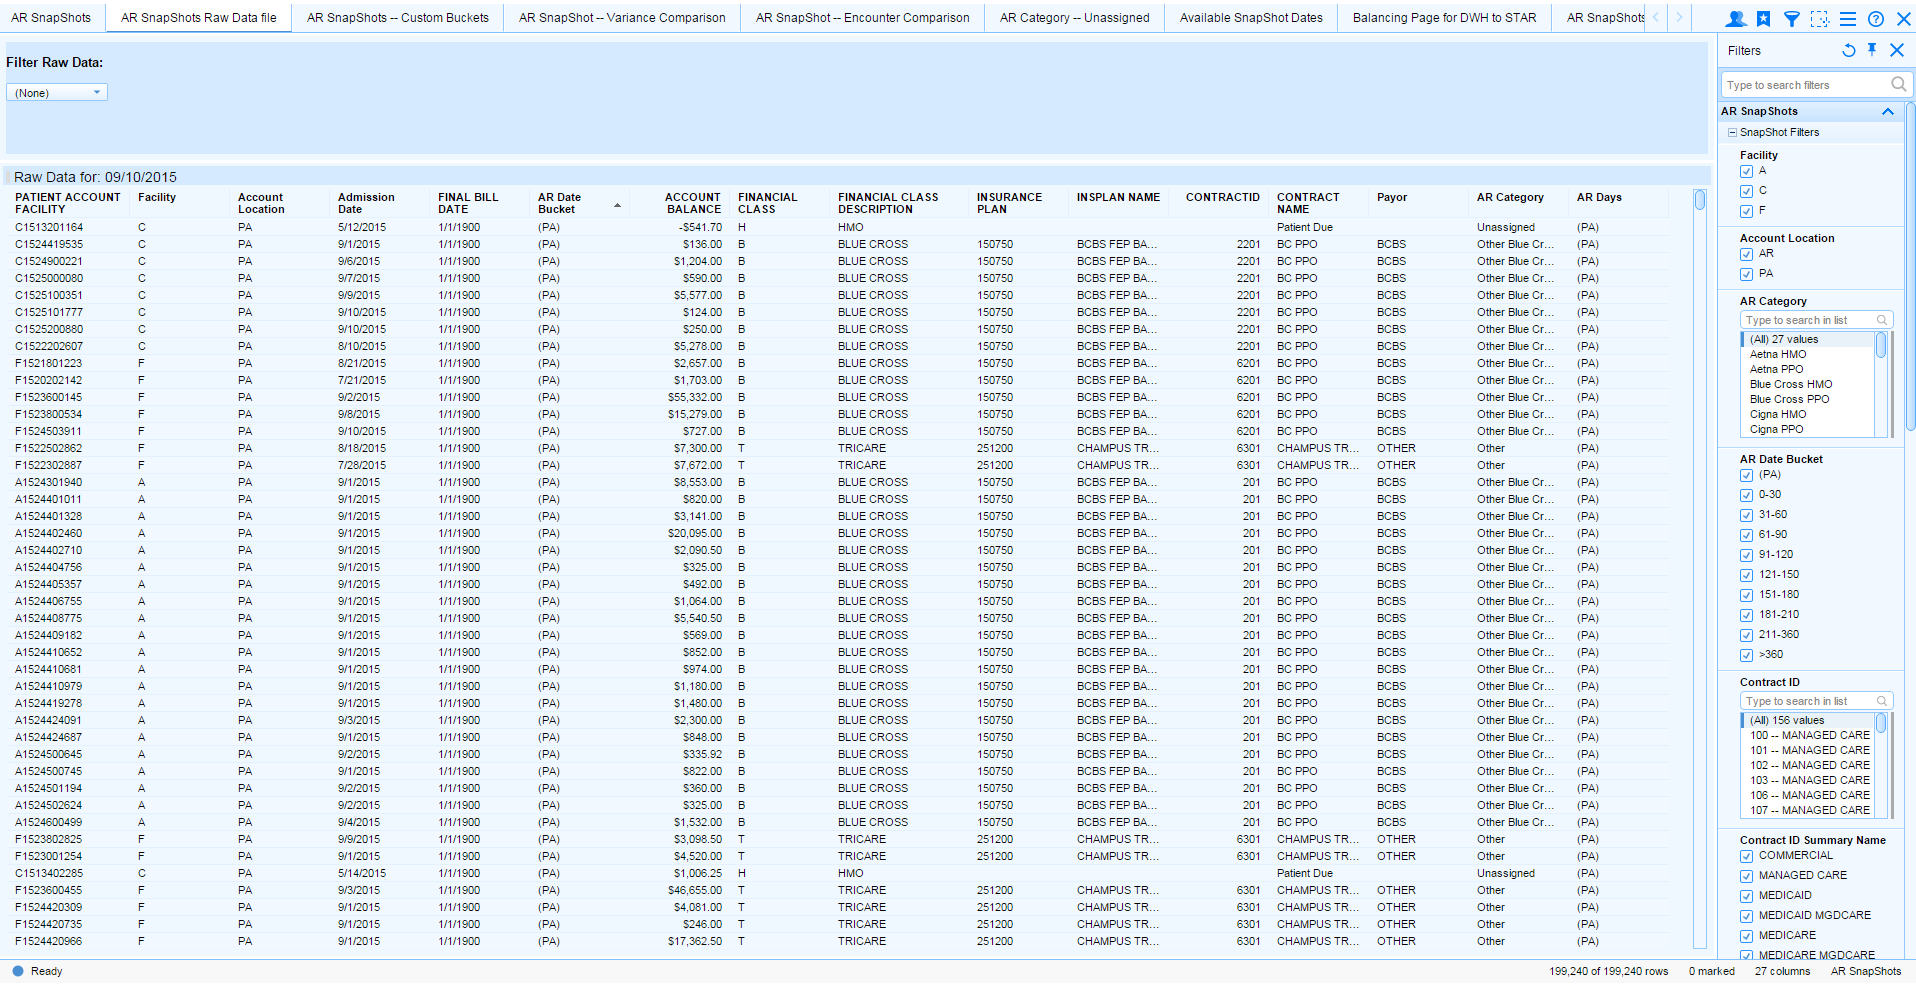 AR SnapShots AR SnapShots Raw Data file AR SnapShots -- Custom Buckets AR SnapShot -- Variance Comparison AR SnapShot -- Encounter Comparison AR Category -- Unassigned Available SnapShot Dates Balancing Page for DWH to STAR AR SnapShots
Filter Raw Data:
(None)
Raw Data for: 09/10/2015
PATIENT ACCOUNT FACILITY Facility Account Location Admission Date FINAL BILL DATE AR Date Bucket ACCOUNT BALANCE FINANCIAL CLASS FINANCIAL CLASS DESCRIPTION INSURANCE PLAN INSPLAN NAME CONTRACTID CONTRACT NAME Payor AR Category AR Days
C1513201164 C PA 5/12/2015 1/1/1900 (PA) -$541.70 H HMO Patient Due Unassigned (PA)
C1524419535 C PA 9/1/2015 1/1/1900 (PA) $136.00 B BLUE CROSS 150750 BCBS FEP BA... 2201 BC PPO BCBS Other Blue Cr... (PA)
C1524900221 C PA 9/6/2015 1/1/1900 (PA) $1,204.00 B BLUE CROSS 150750 BCBS FEP BA... 2201 BC PPO BCBS Other Blue Cr... (PA)
C1525000080 C PA 9/7/2015 1/1/1900 (PA) $590.00 B BLUE CROSS 150750 BCBS FEP BA... 2201 BC PPO BCBS Other Blue Cr... (PA)
C1525100351 C PA 9/9/2015 1/1/1900 (PA) $5,577.00 B BLUE CROSS 150750 BCBS FEP BA... 2201 BC PPO BCBS Other Blue Cr... (PA)
C1525101777 C PA 9/10/2015 1/1/1900 (PA) $124.00 B BLUE CROSS 150750 BCBS FEP BA... 2201 BC PPO BCBS Other Blue Cr... (PA)
C1525200880 C PA 9/10/2015 1/1/1900 (PA) $250.00 B BLUE CROSS 150750 BCBS FEP BA... 2201 BC PPO BCBS Other Blue Cr... (PA)
C1522202607 C PA 8/10/2015 1/1/1900 (PA) $5,278.00 B BLUE CROSS 150750 BCBS FEP BA... 2201 BC PPO BCBS Other Blue Cr... (PA)
F1521801223 F PA 8/21/2015 1/1/1900 (PA) $2,657.00 B BLUE CROSS 150750 BCBS FEP BA... 6201 BC PPO BCBS Other Blue Cr... (PA)
F1520202142 F PA 7/21/2015 1/1/1900 (PA) $1,703.00 B BLUE CROSS 150750 BCBS FEP BA... 6201 BC PPO BCBS Other Blue Cr... (PA)
F1523600145 F PA 9/2/2015 1/1/1900 (PA) $55,332.00 B BLUE CROSS 150750 BCBS FEP BA... 6201 BC PPO BCBS Other Blue Cr... (PA)
F1523800534 F PA 9/8/2015 1/1/1900 (PA) $15,279.00 B BLUE CROSS 150750 BCBS FEP BA... 6201 BC PPO BCBS Other Blue Cr... (PA)
F1524503911 F PA 9/10/2015 1/1/1900 (PA) $727.00 B BLUE CROSS 150750 BCBS FEP BA... 6201 BC PPO BCBS Other Blue Cr... (PA)
F1522502862 F PA 8/18/2015 1/1/1900 (PA) $7,300.00 T TRICARE 251200 CHAMPUS TR... 6301 CHAMPUS TR... OTHER Other (PA)
F1522302887 F PA 7/28/2015 1/1/1900 (PA) $7,672.00 T TRICARE 251200 CHAMPUS TR... 6301 CHAMPUS TR... OTHER Other (PA)
A1524301940 A PA 9/1/2015 1/1/1900 (PA) $8,553.00 B BLUE CROSS 150750 BCBS FEP BA... 201 BC PPO BCBS Other Blue Cr... (PA)
A1524401011 A PA 9/1/2015 1/1/1900 (PA) $820.00 B BLUE CROSS 150750 BCBS FEP BA... 201 BC PPO BCBS Other Blue Cr... (PA)
A1524401328 A PA 9/1/2015 1/1/1900 (PA) $3,141.00 B BLUE CROSS 150750 BCBS FEP BA... 201 BC PPO BCBS Other Blue Cr... (PA)
A1524402460 A PA 9/1/2015 1/1/1900 (PA) $20,095.00 B BLUE CROSS 150750 BCBS FEP BA... 201 BC PPO BCBS Other Blue Cr... (PA)
A1524402710 A PA 9/1/2015 1/1/1900 (PA) $2,090.50 B BLUE CROSS 150750 BCBS FEP BA... 201 BC PPO BCBS Other Blue Cr... (PA)
A1524404756 A PA 9/1/2015 1/1/1900 (PA) $325.00 B BLUE CROSS 150750 BCBS FEP BA... 201 BC PPO BCBS Other Blue Cr... (PA)
A1524405357 A PA 9/1/2015 1/1/1900 (PA) $492.00 B BLUE CROSS 150750 BCBS FEP BA... 201 BC PPO BCBS Other Blue Cr... (PA)
A1524406755 A PA 9/1/2015 1/1/1900 (PA) $1,064.00 B BLUE CROSS 150750 BCBS FEP BA... 201 BC PPO BCBS Other Blue Cr... (PA)
A1524408775 A PA 9/1/2015 1/1/1900 (PA) $5,540.50 B BLUE CROSS 150750 BCBS FEP BA... 201 BC PPO BCBS Other Blue Cr... (PA)
A1524409182 A PA 9/1/2015 1/1/1900 (PA) $569.00 B BLUE CROSS 150750 BCBS FEP BA... 201 BC PPO BCBS Other Blue Cr... (PA)
A1524410652 A PA 9/1/2015 1/1/1900 (PA) $852.00 B BLUE CROSS 150750 BCBS FEP BA... 201 BC PPO BCBS Other Blue Cr... (PA)
A1524410681 A PA 9/1/2015 1/1/1900 (PA) $974.00 B BLUE CROSS 150750 BCBS FEP BA... 201 BC PPO BCBS Other Blue Cr... (PA)
A1524410979 A PA 9/1/2015 1/1/1900 (PA) $1,180.00 B BLUE CROSS 150750 BCBS FEP BA... 201 BC PPO BCBS Other Blue Cr... (PA)
A1524419278 A PA 9/1/2015 1/1/1900 (PA) $1,480.00 B BLUE CROSS 150750 BCBS FEP BA... 201 BC PPO BCBS Other Blue Cr... (PA)
A1524424091 A PA 9/3/2015 1/1/1900 (PA) $2,300.00 B BLUE CROSS 150750 BCBS FEP BA... 201 BC PPO BCBS Other Blue Cr... (PA)
A1524424687 A PA 9/1/2015 1/1/1900 (PA) $848.00 B BLUE CROSS 150750 BCBS FEP BA... 201 BC PPO BCBS Other Blue Cr... (PA)
A1524500645 A PA 9/2/2015 1/1/1900 (PA) $335.92 B BLUE CROSS 150750 BCBS FEP BA... 201 BC PPO BCBS Other Blue Cr... (PA)
A1524500745 A PA 9/1/2015 1/1/1900 (PA) $822.00 B BLUE CROSS 150750 BCBS FEP BA... 201 BC PPO BCBS Other Blue Cr... (PA)
A1524501194 A PA 9/2/2015 1/1/1900 (PA) $360.00 B BLUE CROSS 150750 BCBS FEP BA... 201 BC PPO BCBS Other Blue Cr... (PA)
A1524502624 A PA 9/2/2015 1/1/1900 (PA) $325.00 B BLUE CROSS 150750 BCBS FEP BA... 201 BC PPO BCBS Other Blue Cr... (PA)
A1524600499 A PA 9/4/2015 1/1/1900 (PA) $1,532.00 B BLUE CROSS 150750 BCBS FEP BA... 201 BC PPO BCBS Other Blue Cr... (PA)
F1523802825 F PA 9/9/2015 1/1/1900 (PA) $3,098.50 T TRICARE 251200 CHAMPUS TR... 6301 CHAMPUS TR... OTHER Other (PA)
F1523001254 F PA 9/1/2015 1/1/1900 (PA) $4,520.00 T TRICARE 251200 CHAMPUS TR... 6301 CHAMPUS TR... OTHER Other (PA)
C1513402285 C PA 5/14/2015 1/1/1900 (PA) $1,006.25 H HMO Patient Due Unassigned (PA)
F1523600455 F PA 9/3/2015 1/1/1900 (PA) $46,655.00 T TRICARE 251200 CHAMPUS TR... 6301 CHAMPUS TR... OTHER Other (PA)
F1524420309 F PA 9/1/2015 1/1/1900 (PA) $4,081.00 T TRICARE 251200 CHAMPUS TR... 6301 CHAMPUS TR... OTHER Other (PA)
F1524420735 F PA 9/1/2015 1/1/1900 (PA) $246.00 T TRICARE 251200 CHAMPUS TR... 6301 CHAMPUS TR... OTHER Other (PA)
F1524420966 F PA 9/1/2015 1/1/1900 (PA) $17,362.50 T TRICARE 251200 CHAMPUS TR... 6301 CHAMPUS TR... OTHER Other (PA)
Filters
Type to search filters
AR SnapShots
SnapShot Filters
Facility
A
C
F
Account Location
AR
PA
AR Category
Type to search in list
(All) 27 values
Aetna HMO
Aetna PPO
Blue Cross HMO
Blue Cross PPO
Cigna HMO
Cigna PPO
AR Date Bucket
(PA)
0-30
31-60
61-90
91-120
121-150
151-180
181-210
211-360
>360
Contract ID
Type to search in list
(All) 156 values
100 -- MANAGED CARE
101 -- MANAGED CARE
102 -- MANAGED CARE
103 -- MANAGED CARE
106 -- MANAGED CARE
107 -- MANAGED CARE
Contract ID Summary Name
COMMERCIAL
MANAGED CARE
MEDICAID
MEDICAID MGDCARE
MEDICARE
MEDICARE MGDCARE
Ready 199,240 of 199,240 rows 0 marked 27 columns AR SnapShots